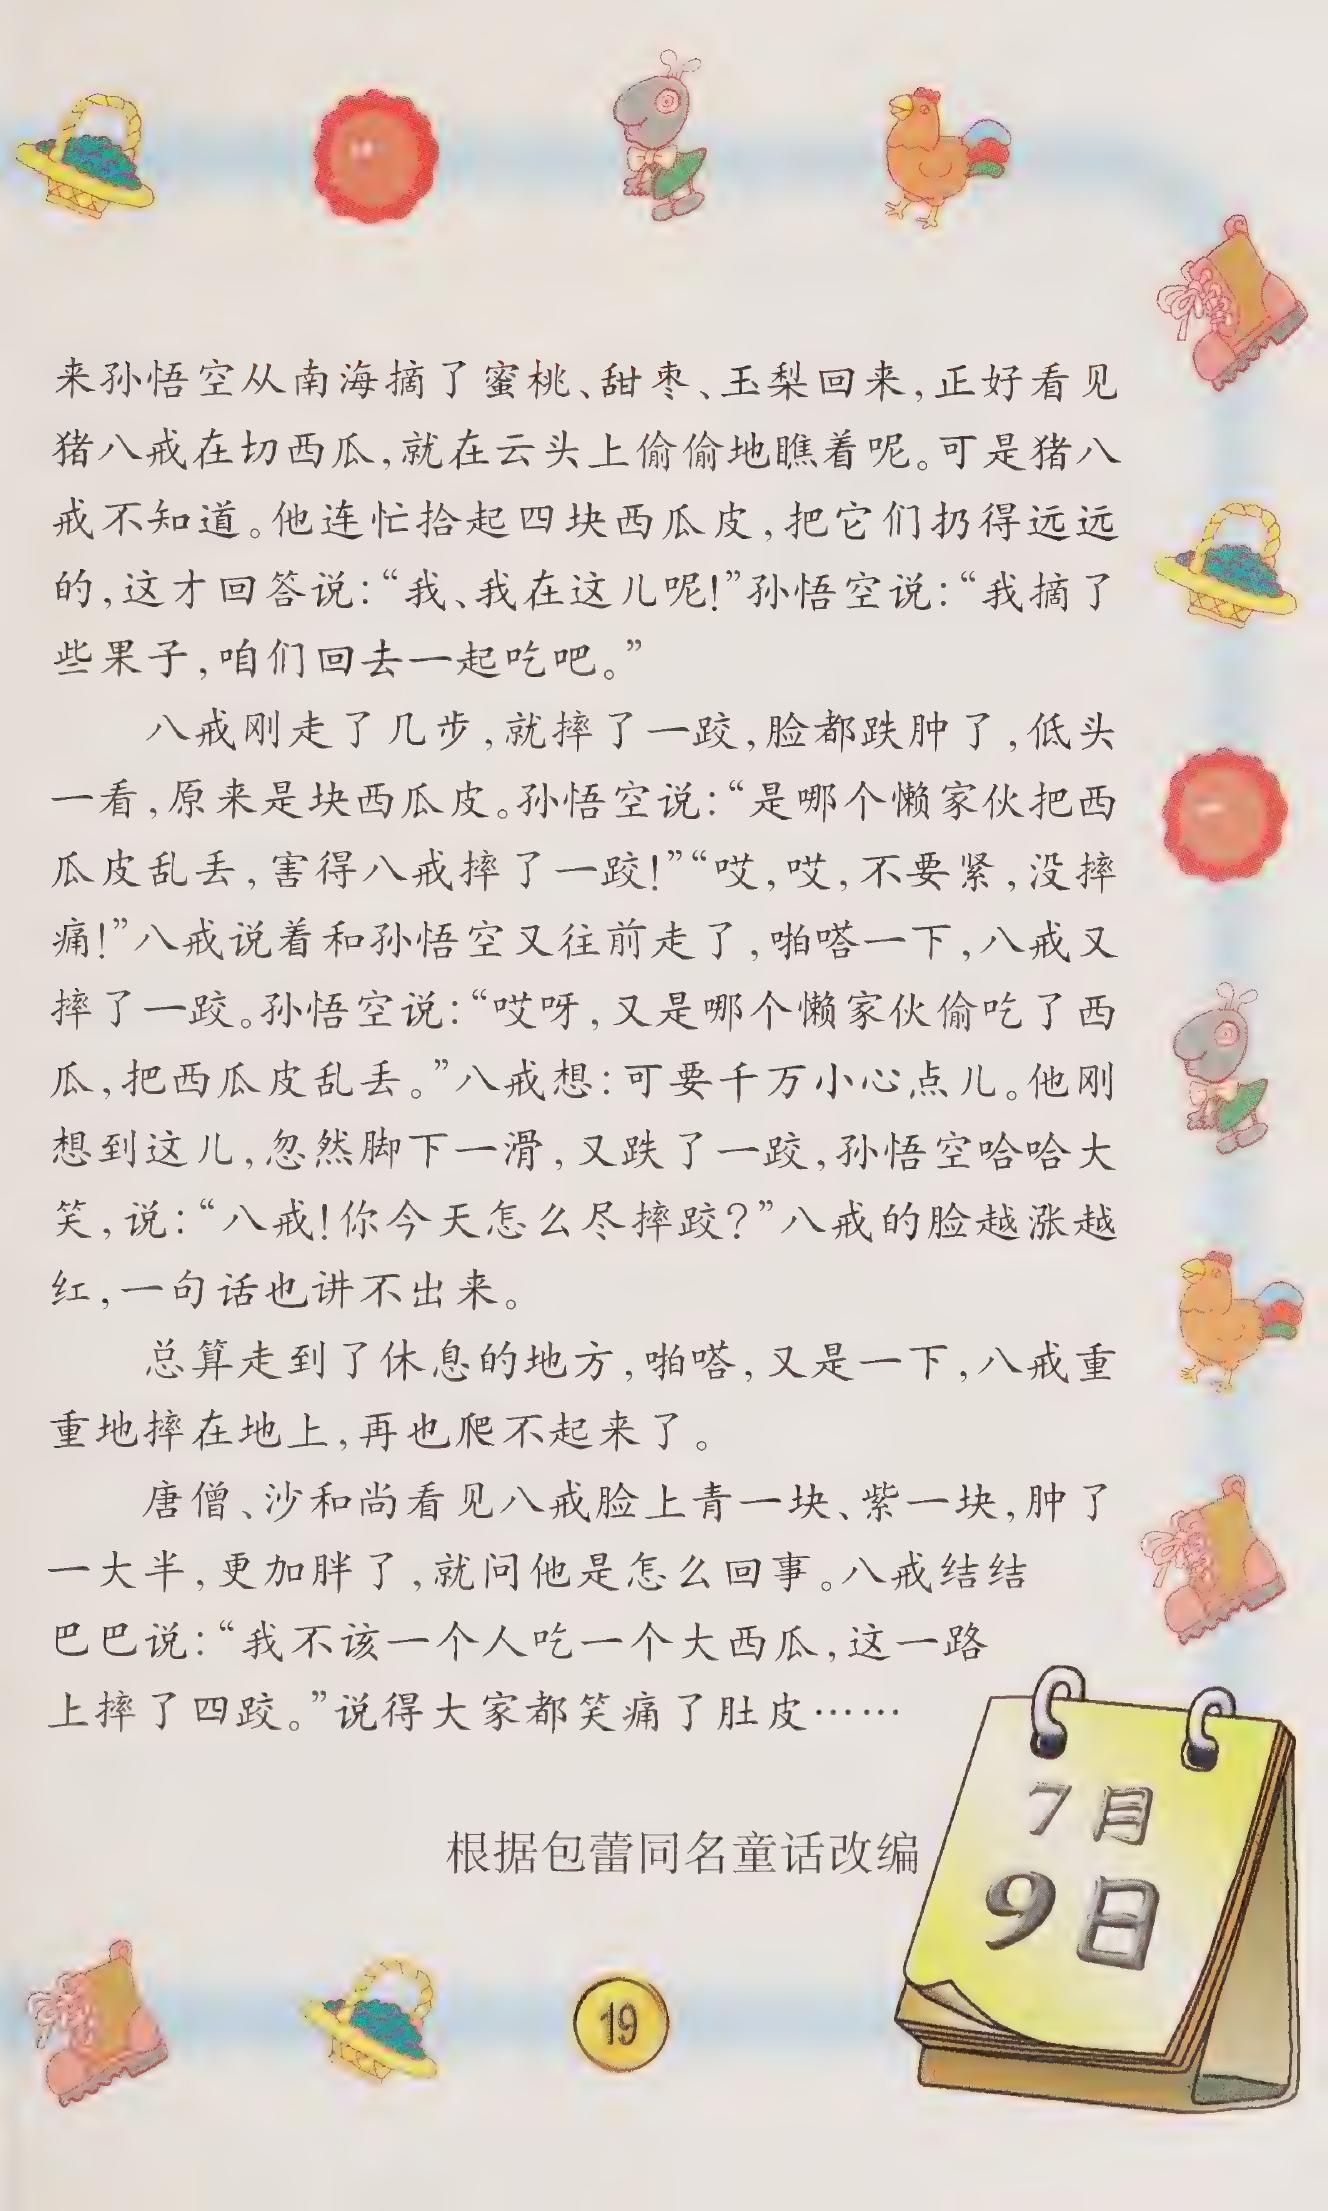 来孙悟空从南海摘了蜜桃、甜枣、玉梨回来,正好看见
猪八戒在切西瓜,就在云头上偷偷地瞧着呢。可是猪八
戒不知道。他连忙拾起四块西瓜皮,把它们扔得远远
的,这才回答说:“我、我在这儿呢!”孙悟空说:“我摘了
些果子,咱们回去一起吃吧。”
八戒刚走了几步,就摔了一跤,脸都跌肿了,低头
一看,原来是块西瓜皮。孙悟空说:“是哪个懒家伙把西
瓜皮乱丢,害得八戒摔了一跤!”“哎,哎,不要紧,没摔
痛!”八戒说着和孙悟空又往前走了,啪嗒一下,八戒又
摔了一跤。孙悟空说:“哎呀,又是哪个懒家伙偷吃了西
瓜,把西瓜皮乱丢。”八戒想:可要千万小心点儿。他刚
想到这儿,忽然脚下一滑,又跌了一跤,孙悟空哈哈大
笑,说:“八戒!你今天怎么尽摔跤?”八戒的脸越涨越
红,一句话也讲不出来。
总算走到了休息的地方,啪嗒,又是一下,八戒重
重地摔在地上,再也爬不起来了。
唐僧、沙和尚看见八戒脸上青一块、紫一块,肿了
一大半,更加胖了,就问他是怎么回事。八戒结结
巴巴说:“我不该一个人吃一个大西瓜,这一路
上摔了四跤。”说得大家都笑痛了肚皮……
根据包蕾同名童话改编
7月
9日
19